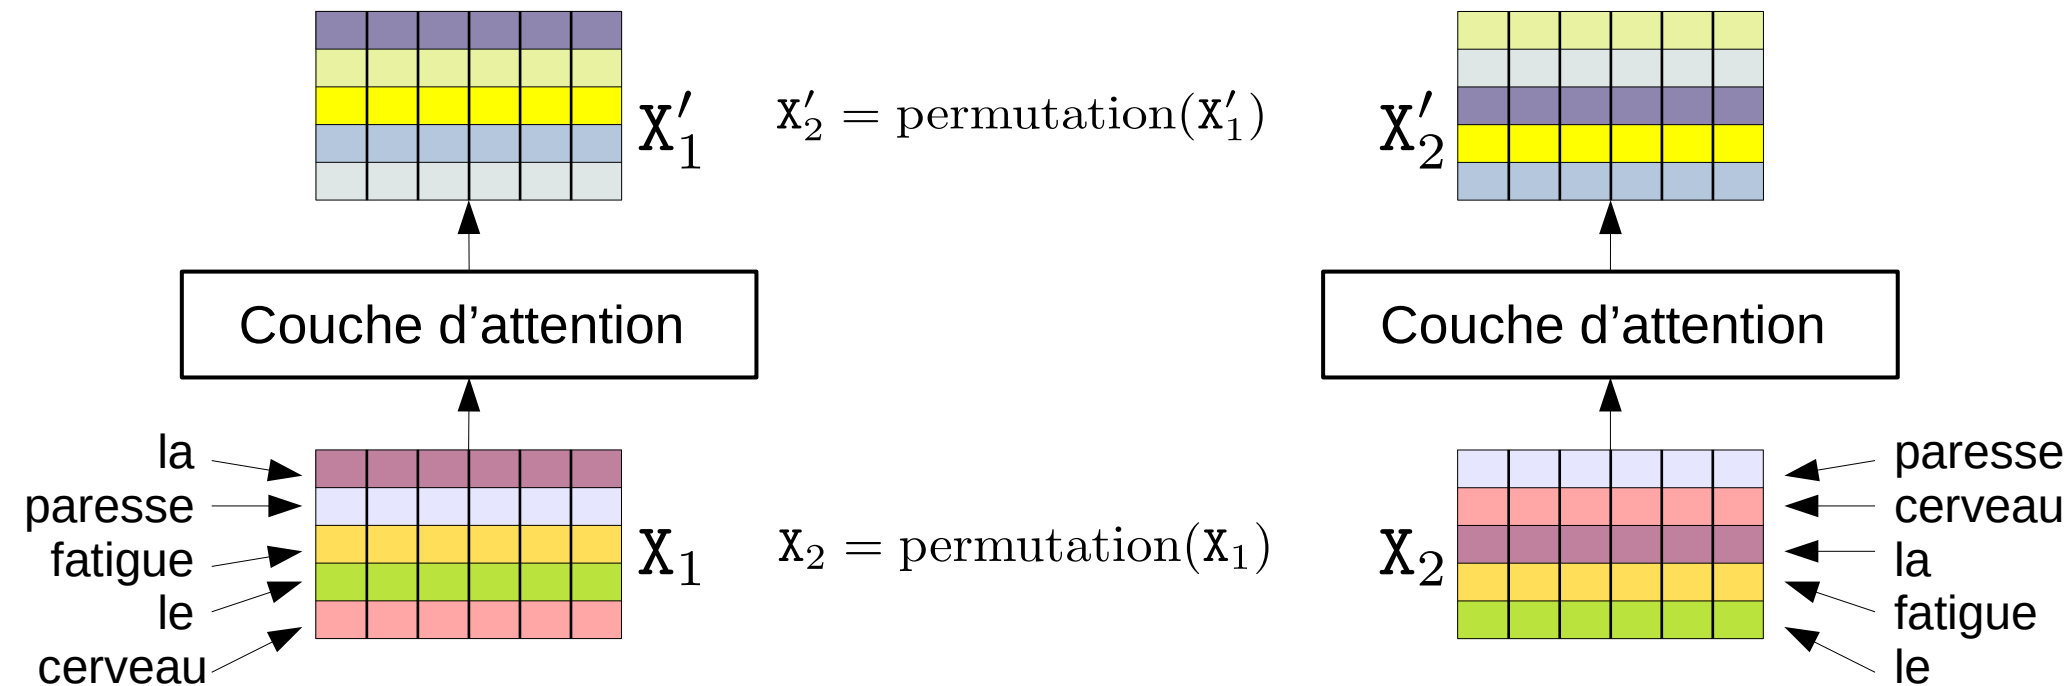 X′₁
X′₂ = permutation(X′₁)
X′₂
Couche d’attention
Couche d’attention
la
paresse
fatigue
le
cerveau
X₁
X₂ = permutation(X₁)
X₂
paresse
cerveau
la
fatigue
le